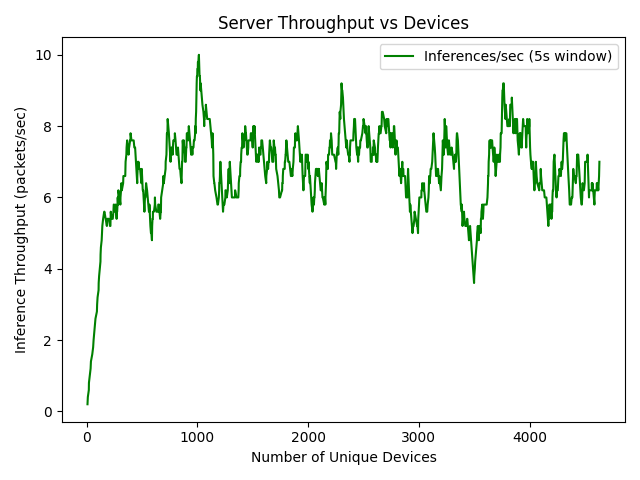 Server Throughput vs Devices
Inferences/sec (5s window)
10
8
6
4
2
0
Inference Throughput (packets/sec)
0 1000 2000 3000 4000
Number of Unique Devices